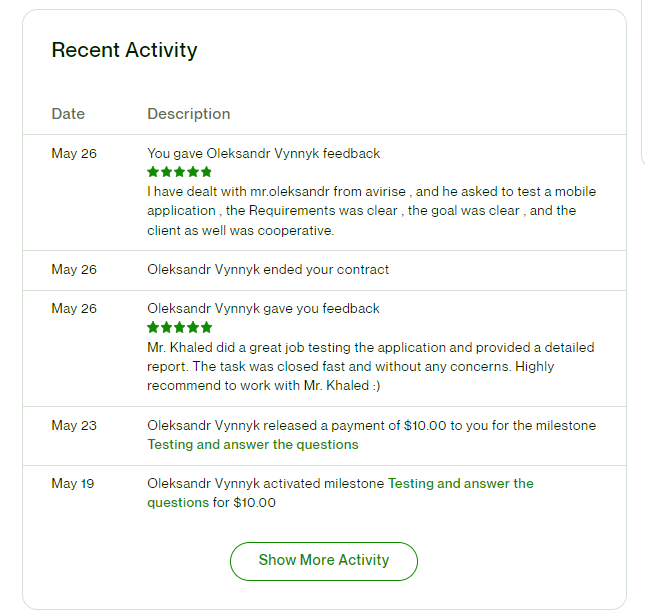 Recent Activity
Date Description
May 26 You gave Oleksandr Vynnyk feedback
I have dealt with mr.oleksandr from avirise , and he asked to test a mobile
application , the Requirements was clear , the goal was clear , and the
client as well was cooperative.
May 26 Oleksandr Vynnyk ended your contract
May 26 Oleksandr Vynnyk gave you feedback
Mr. Khaled did a great job testing the application and provided a detailed
report. The task was closed fast and without any concerns. Highly
recommend to work with Mr. Khaled :)
May 23 Oleksandr Vynnyk released a payment of $10.00 to you for the milestone
Testing and answer the questions
May 19 Oleksandr Vynnyk activated milestone Testing and answer the
questions for $10.00
Show More Activity